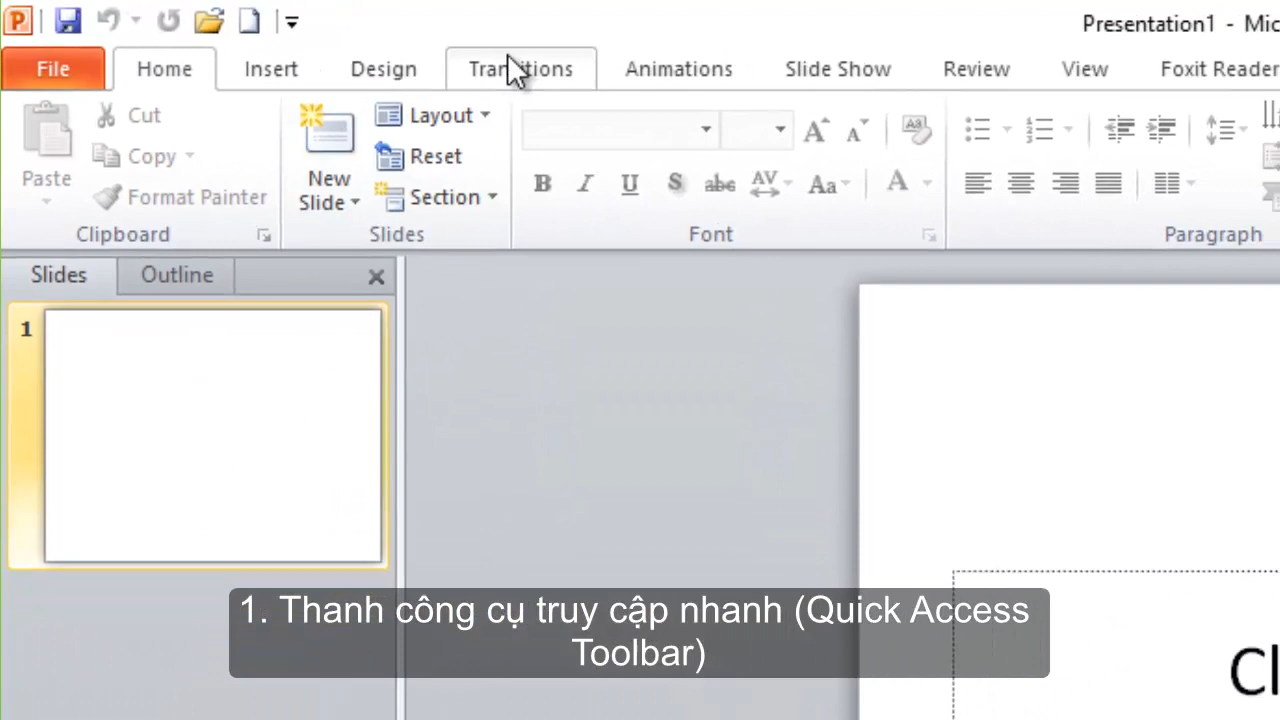 Presentation1 - Mic
File Home Insert Design Transitions Animations Slide Show Review View Foxit Reader
Cut
Copy
Format Painter
Paste
Clipboard
New
Slide
Layout
Reset
Section
Slides
B I U S abc AV Aa A
Font
Paragraph
Slides Outline
1
1. Thanh công cụ truy cập nhanh (Quick Access
Toolbar)
Cl